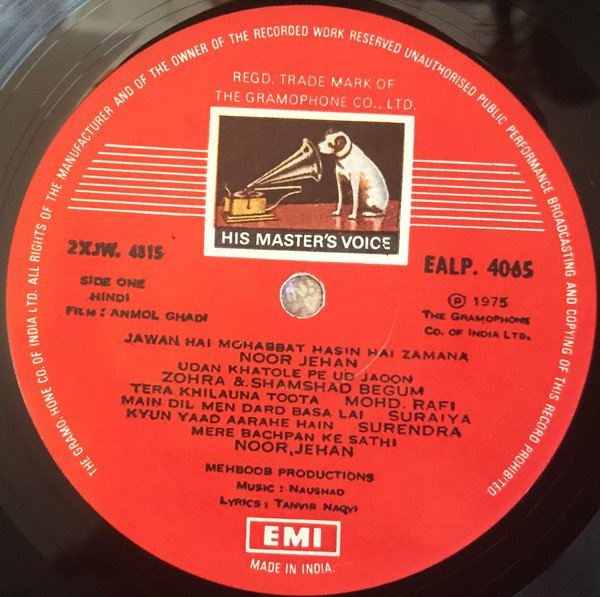 THE GRAMO. HONE CO. OF INDIA LTD. ALL RIGHTS OF THE MANUFACTURER AND OF THE OWNER OF THE RECORDED WORK RESERVED UNAUTHORISED PUBLIC PERFORMANCE BROADCASTING AND COPYING OF THIS RECORD PROHIBITED
REGD. TRADE MARK OF
THE GRAMOPHONE CO., LTD.
HIS MASTER'S VOICE
2XJW. 4315
EALP. 4065
SIDE ONE
HINDI
FILM : ANMOL GHADI
℗ 1975
THE GRAMOPHONE
CO. OF INDIA LTD.
JAWAN HAI MOHABBAT HASIN HAI ZAMANA
NOOR JEHAN
UDAN KHATOLE PE UD JAOON
ZOHRA & SHAMSHAD BEGUM
TERA KHILAUNA TOOTA MOHD. RAFI
MAIN DIL MEN DARD BASA LAI SURAIYA
KYUN YAAD AARAHE HAIN SURENDRA
MERE BACHPAN KE SATHI
NOOR JEHAN
MEHBOOB PRODUCTIONS
MUSIC : NAUSHAD
LYRICS : TANVIR NAQVI
EMI
MADE IN INDIA.